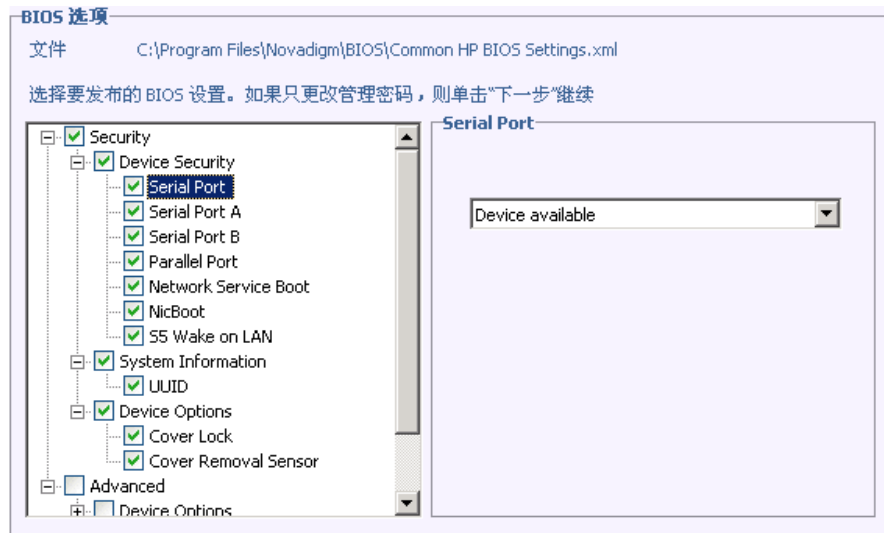 BIOS 选项
文件 C:\Program Files\Novadigm\BIOS\Common HP BIOS Settings.xml
选择要发布的 BIOS 设置。如果只更改管理密码，则单击“下一步”继续
Security
Device Security
Serial Port
Serial Port A
Serial Port B
Parallel Port
Network Service Boot
NicBoot
S5 Wake on LAN
System Information
UUID
Device Options
Cover Lock
Cover Removal Sensor
Advanced
Device Options
Serial Port
Device available